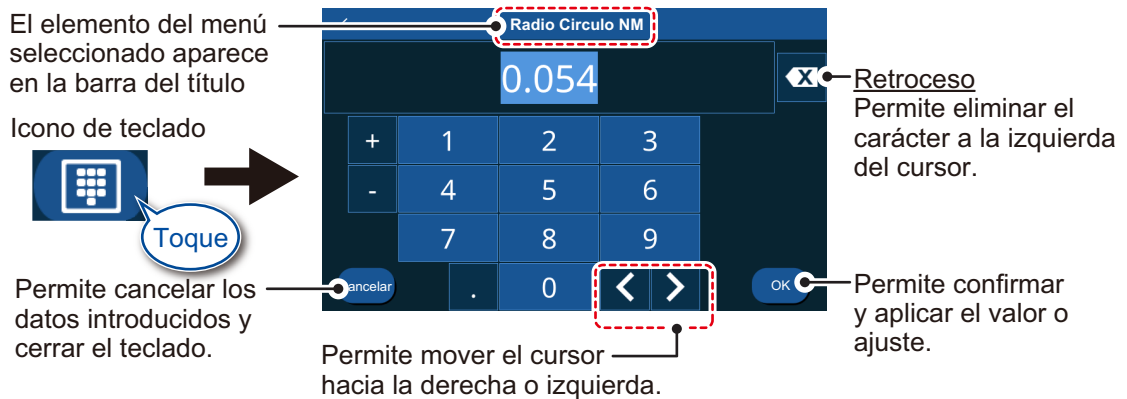 El elemento del menú
seleccionado aparece
en la barra del título
Icono de teclado
Toque
Permite cancelar los
datos introducidos y
cerrar el teclado.
Radio Circulo NM
0.054
X
+ 1 2 3
- 4 5 6
7 8 9
ancelar . 0 < > OK
Permite mover el cursor
hacia la derecha o izquierda.
Retroceso
Permite eliminar el
carácter a la izquierda
del cursor.
Permite confirmar
y aplicar el valor o
ajuste.